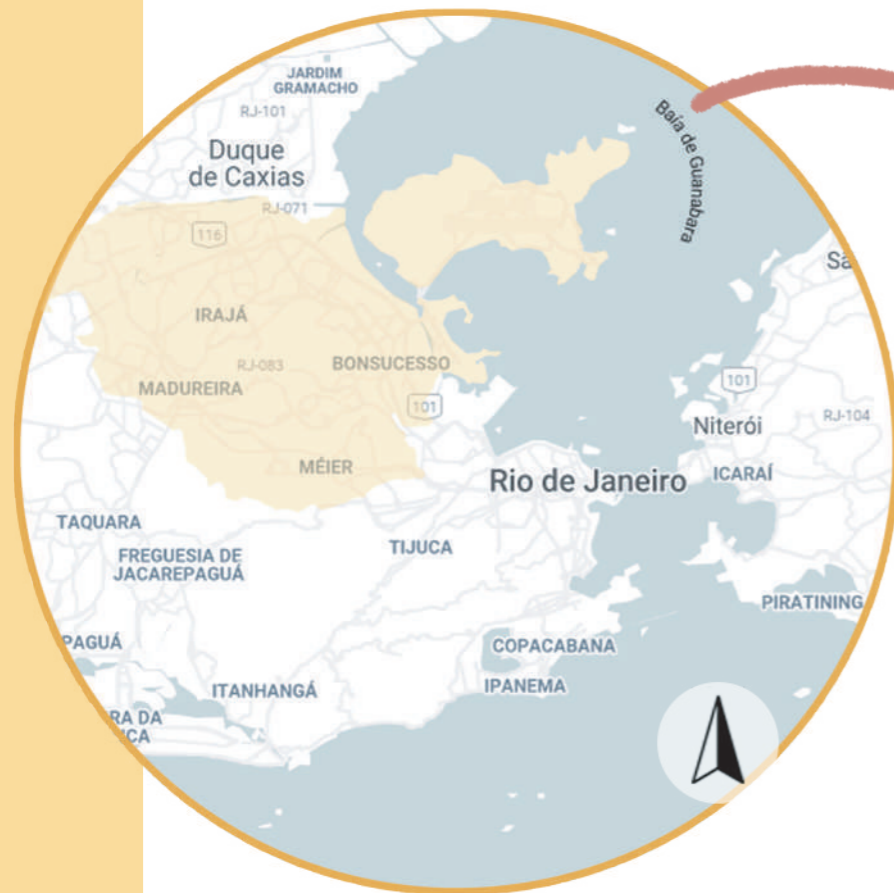 JARDIM
GRAMACHO
RJ-101
Baía de Guanabara
Duque
de Caxias
RJ-071
116
IRAJÁ
RJ-083
BONSUCESSO
MADUREIRA
101
101
MÉIER
Niterói
RJ-104
Rio de Janeiro
ICARAÍ
TAQUARA
FREGUESIA DE
JACAREPAGUÁ
TIJUCA
PIRATINING
PAGUÁ
COPACABANA
ITANHANGÁ
IPANEMA
RA DA